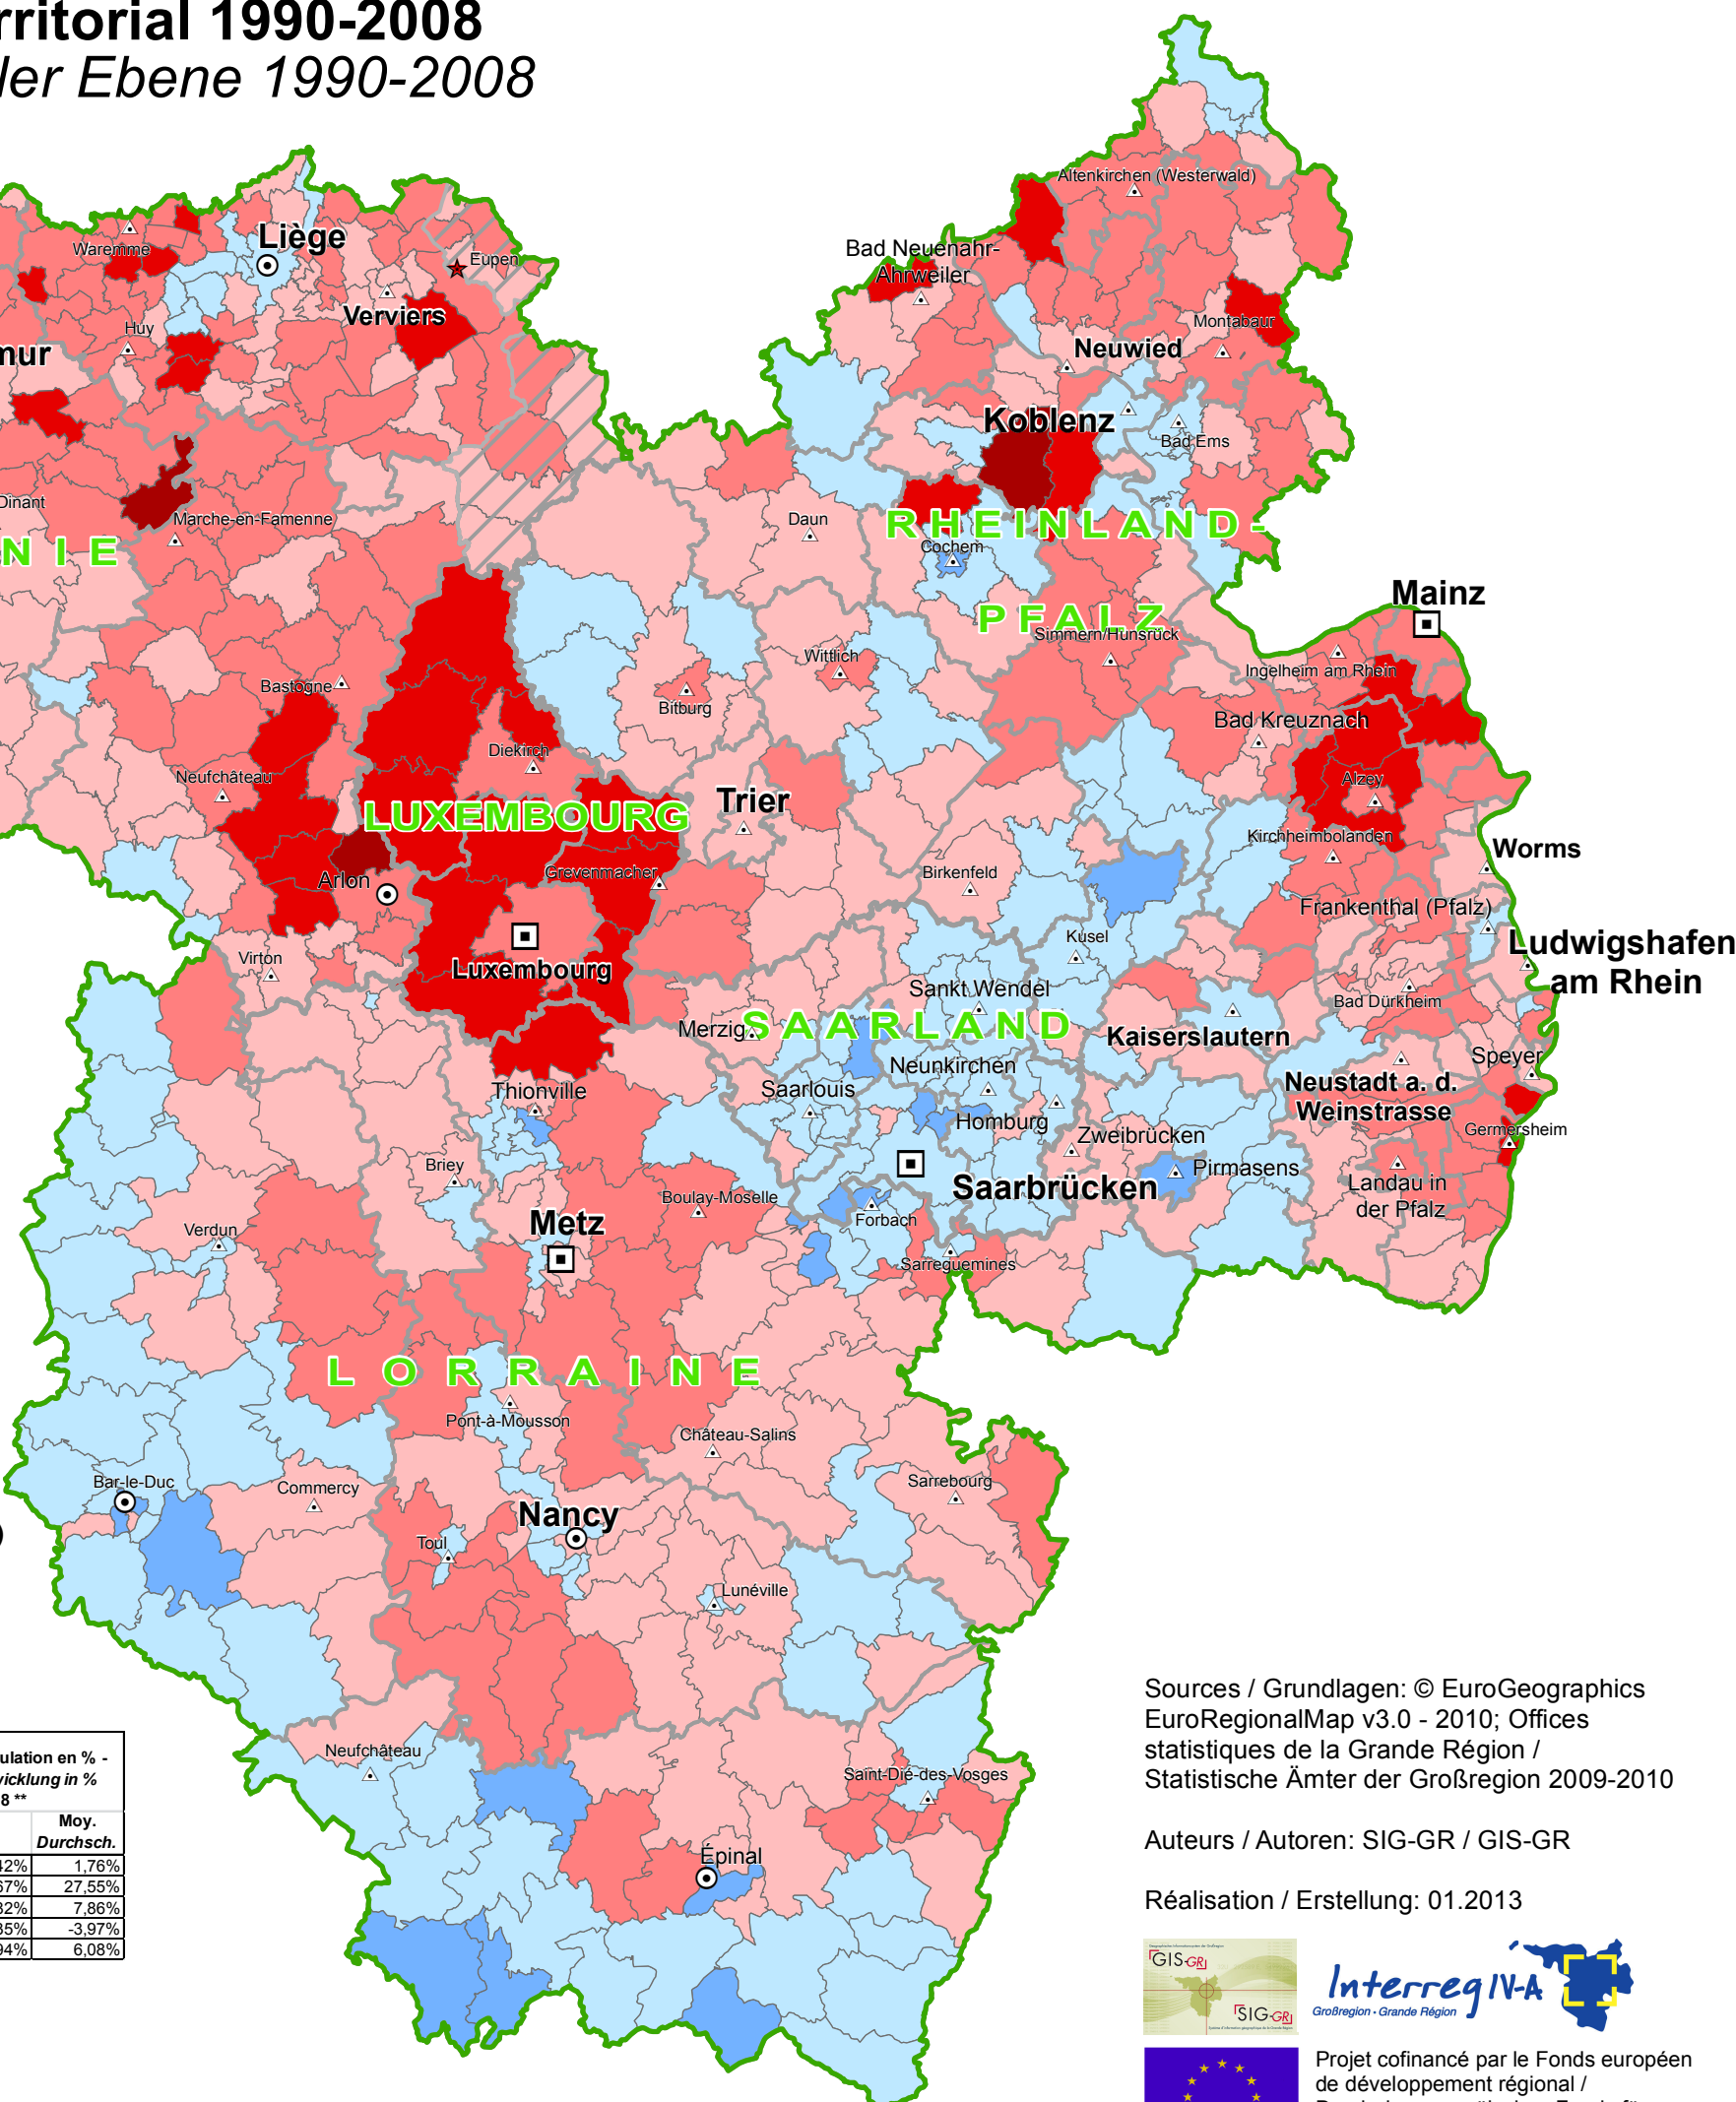 rritorial 1990-2008
ler Ebene 1990-2008
Altenkirchen (Westerwald)
Liège
Waremme
Eupen
Bad Neuenahr-
Ahrweiler
Verviers
Huy
Montabaur
mur
Neuwied
Koblenz
Bad Ems
Dinant
Marche-en-Famenne
Daun
RHEINLAND-
NIE
Cochem
Mainz
PFALZ
Simmern/Hunsrück
Wittlich
Ingelheim am Rhein
Bastogne
Bitburg
Bad Kreuznach
Diekirch
Neufchâteau
Alzey
Trier
LUXEMBOURG
Kirchheimbolanden
Worms
Arlon
Grevenmacher
Birkenfeld
Frankenthal (Pfalz)
Kusel
Ludwigshafen
am Rhein
Virton
Luxembourg
Sankt Wendel
Bad Dürkheim
Merzig
SAARLAND
Kaiserslautern
Speyer
Neunkirchen
Thionville
Saarlouis
Neustadt a. d.
Weinstrasse
Homburg
Germersheim
Zweibrücken
Briey
Pirmasens
Saarbrücken
Landau in
der Pfalz
Boulay-Moselle
Metz
Forbach
Verdun
Sarreguemines
LORRAINE
Pont-à-Mousson
Château-Salins
Bar-le-Duc
Commercy
Sarrebourg
Nancy
)
Toul
Lunéville
Neufchâteau
Saint-Dié-des-Vosges
Épinal
ulation en % -
wicklung in %
8 **
Moy.
Durchsch.
42% 1,76%
67% 27,55%
32% 7,86%
35% -3,97%
94% 6,08%
Sources / Grundlagen: © EuroGeographics
EuroRegionalMap v3.0 - 2010; Offices
statistiques de la Grande Région /
Statistische Ämter der Großregion 2009-2010
Auteurs / Autoren: SIG-GR / GIS-GR
Réalisation / Erstellung: 01.2013
GIS-GR
SIG-GR
Interreg IV-A
Großregion · Grande Région
Projet cofinancé par le Fonds européen
de développement régional /